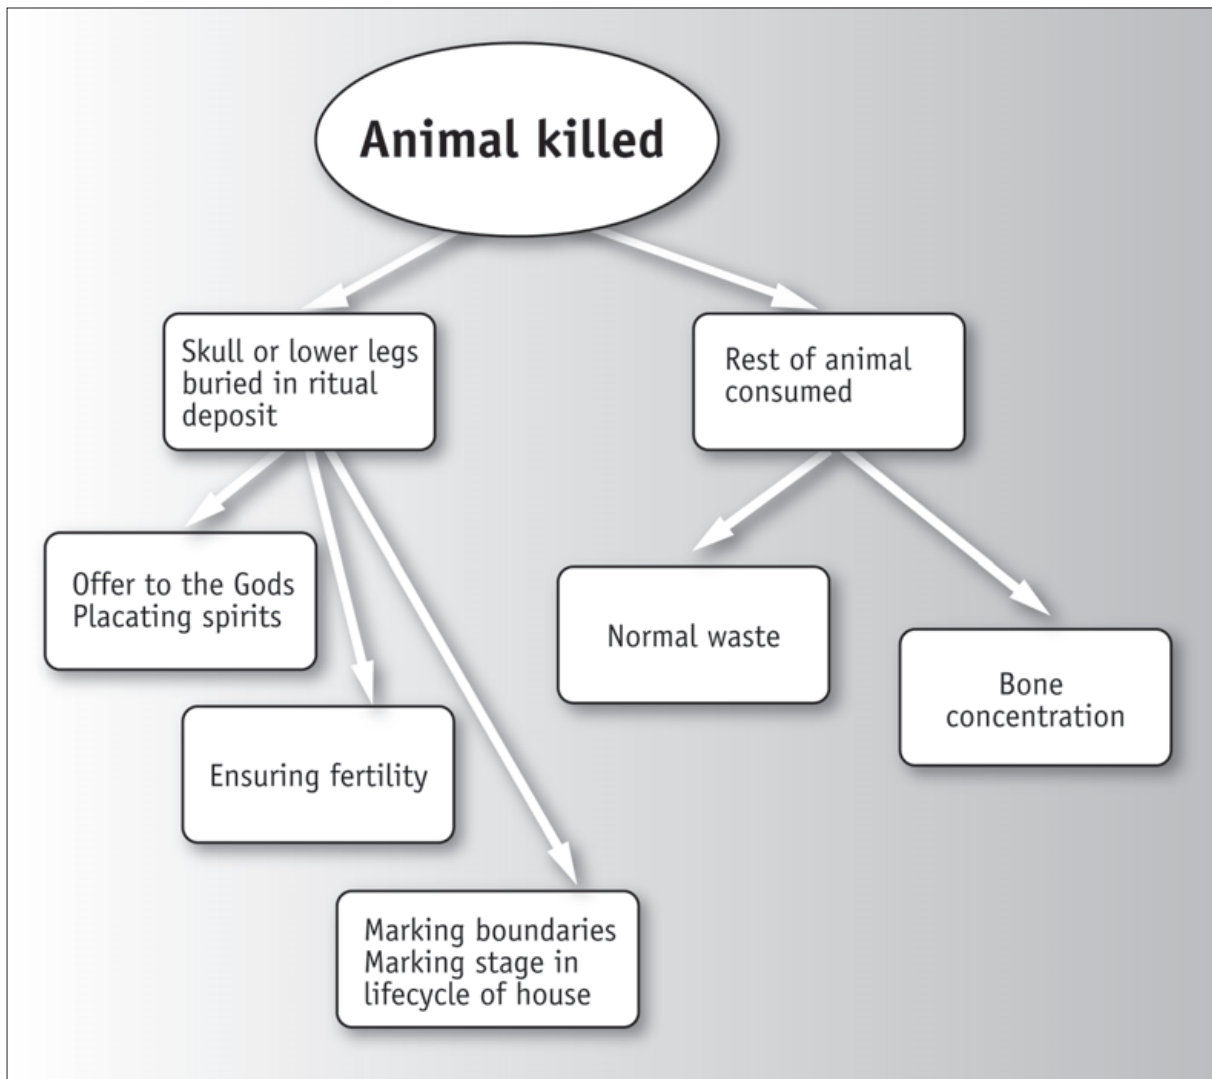 Animal killed
Skull or lower legs
buried in ritual
deposit
Rest of animal
consumed
Offer to the Gods
Placating spirits
Normal waste
Bone
concentration
Ensuring fertility
Marking boundaries
Marking stage in
lifecycle of house